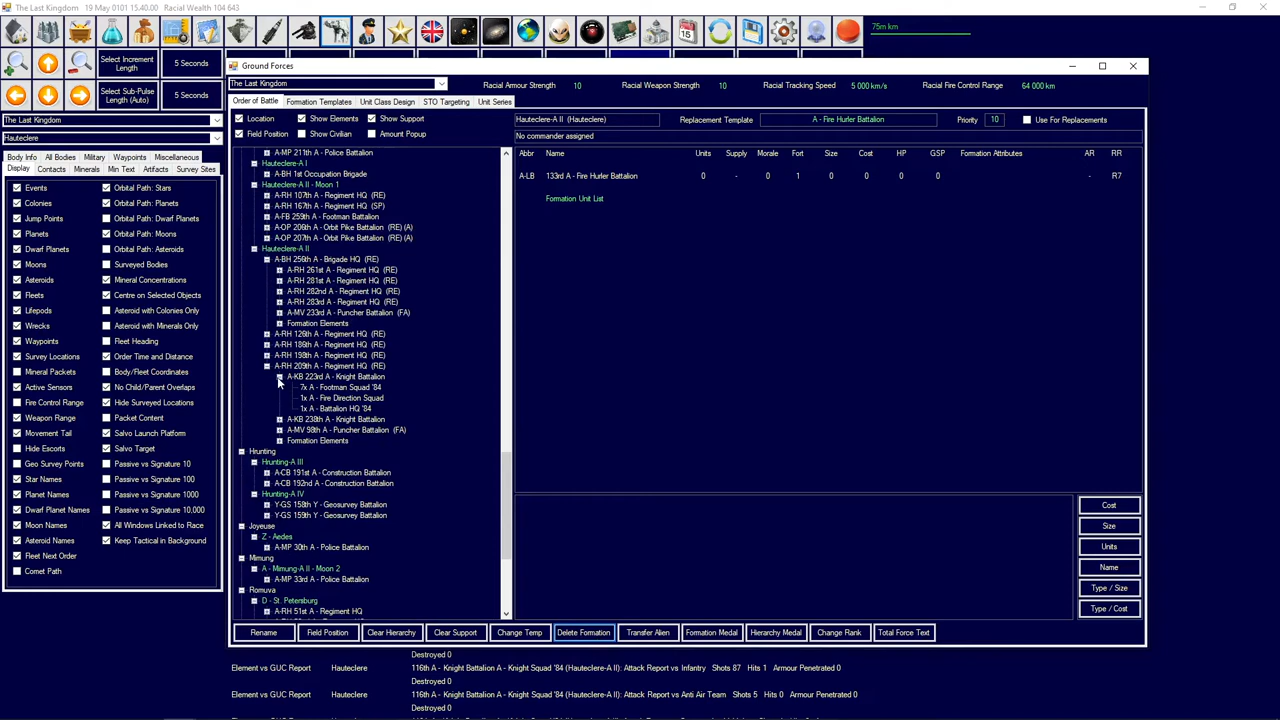 The Last Kingdom   19 May 0101 15.40.00   Racial Wealth 104 643
75m km
Select Increment Length
5 Seconds
Select Sub-Pulse Length (Auto)
5 Seconds
The Last Kingdom
Hauteclere
Body Info   All Bodies   Military   Waypoints   Miscellaneous
Display   Contacts   Minerals   Min Text   Artifacts   Survey Sites
Events   Orbital Path: Stars
Colonies   Orbital Path: Planets
Jump Points   Orbital Path: Dwarf Planets
Planets   Orbital Path: Moons
Dwarf Planets   Orbital Path: Asteroids
Moons   Surveyed Bodies
Asteroids   Mineral Concentrations
Fleets   Centre on Selected Objects
Lifepods   Asteroid with Colonies Only
Wrecks   Asteroid with Minerals Only
Waypoints   Fleet Heading
Survey Locations   Order Time and Distance
Mineral Packets   Body/Fleet Coordinates
Active Sensors   No Child/Parent Overlaps
Fire Control Range   Hide Surveyed Locations
Weapon Range   Packet Content
Movement Tail   Salvo Launch Platform
Hide Escorts   Salvo Target
Geo Survey Points   Passive vs Signature 10
Star Names   Passive vs Signature 100
Planet Names   Passive vs Signature 1000
Dwarf Planet Names   Passive vs Signature 10,000
Moon Names   All Windows Linked to Race
Asteroid Names   Keep Tactical in Background
Fleet Next Order
Comet Path
Ground Forces
The Last Kingdom   Racial Armour Strength   10   Racial Weapon Strength   10   Racial Tracking Speed   5 000 km/s   Racial Fire Control Range   64 000 km
Order of Battle   Formation Templates   Unit Class Design   STO Targeting   Unit Series
Location   Show Elements   Show Support
Field Position   Show Civilian   Amount Popup
A-MP 211th A - Police Battalion
Hauteclere-A I
A-BH 1st Occupation Brigade
Hauteclere-A II - Moon 1
A-RH 107th A - Regiment HQ (RE)
A-RH 167th A - Regiment HQ (SP)
A-FB 259th A - Footman Battalion
A-OP 206th A - Orbit Pike Battalion (RE) (A)
A-OP 207th A - Orbit Pike Battalion (RE) (A)
Hauteclere-A II
A-BH 256th A - Brigade HQ (RE)
A-RH 261st A - Regiment HQ (RE)
A-RH 281st A - Regiment HQ (RE)
A-RH 282nd A - Regiment HQ (RE)
A-RH 283rd A - Regiment HQ (RE)
A-MV 233rd A - Puncher Battalion (FA)
Formation Elements
A-RH 126th A - Regiment HQ (RE)
A-RH 186th A - Regiment HQ (RE)
A-RH 198th A - Regiment HQ (RE)
A-RH 209th A - Regiment HQ (RE)
A-KB 223rd A - Knight Battalion
7x A - Footman Squad '84
1x A - Fire Direction Squad
1x A - Battalion HQ '84
A-KB 238th A - Knight Battalion
A-MV 98th A - Puncher Battalion (FA)
Formation Elements
Hrunting
Hrunting-A III
A-CB 191st A - Construction Battalion
A-CB 192nd A - Construction Battalion
Hrunting-A IV
Y-GS 158th Y - Geosurvey Battalion
Y-GS 159th Y - Geosurvey Battalion
Joyeuse
Z - Aedes
A-MP 30th A - Police Battalion
Mimung
A - Mimung-A II - Moon 2
A-MP 33rd A - Police Battalion
Romuva
D - St. Petersburg
A-RH 51st A - Regiment HQ
Hauteclere-A II (Hauteclere)   Replacement Template   A - Fire Hurler Battalion   Priority   10   Use For Replacements
No commander assigned
Abbr   Name   Units   Supply   Morale   Fort   Size   Cost   HP   GSP   Formation Attributes   AR   RR
A-LB   133rd A - Fire Hurler Battalion   0   -   0   1   0   0   0   0   -   R7
Formation Unit List
Cost
Size
Units
Name
Type / Size
Type / Cost
Rename   Field Position   Clear Hierarchy   Clear Support   Change Temp   Delete Formation   Transfer Alien   Formation Medal   Hierarchy Medal   Change Rank   Total Force Text
Destroyed 0
Element vs GUC Report   Hauteclere   116th A - Knight Battalion A - Knight Squad '84 (Hauteclere-A II): Attack Report vs Infantry   Shots 87   Hits 1   Armour Penetrated 0
Destroyed 0
Element vs GUC Report   Hauteclere   116th A - Knight Battalion A - Knight Squad '84 (Hauteclere-A II): Attack Report vs Anti Air Team   Shots 5   Hits 0   Armour Penetrated 0